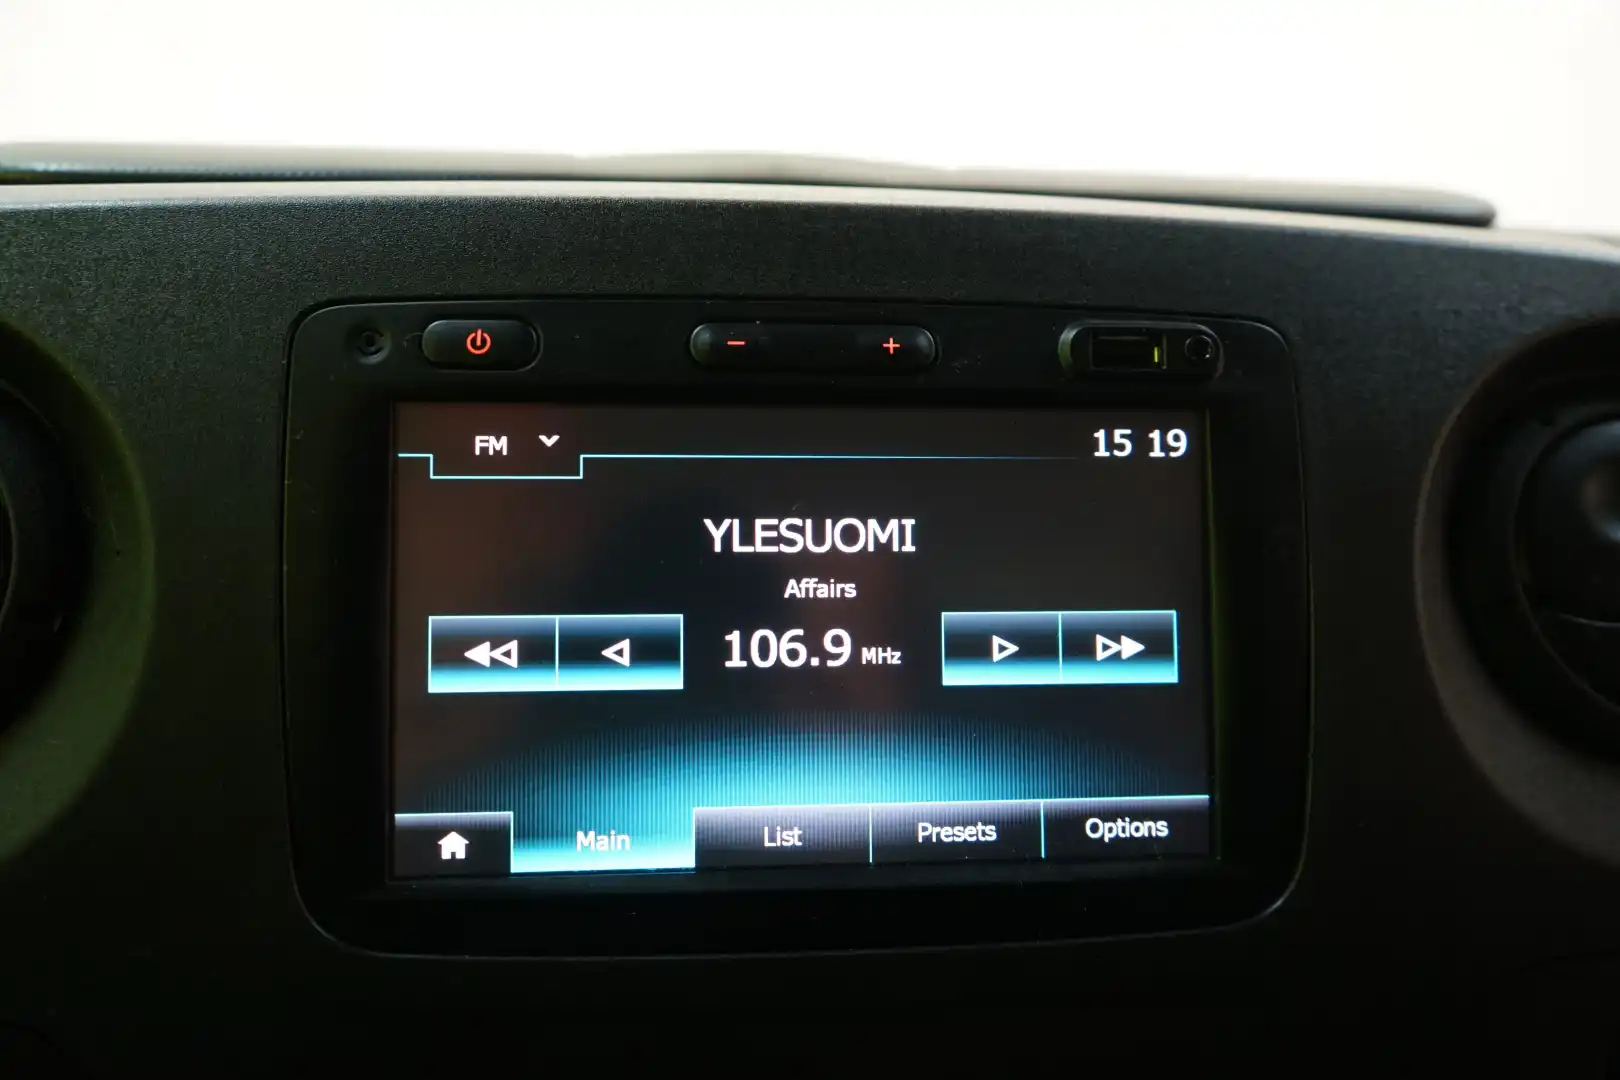 FM
15 19
YLESUOMI
Affairs
106.9 MHz
Main
List
Presets
Options